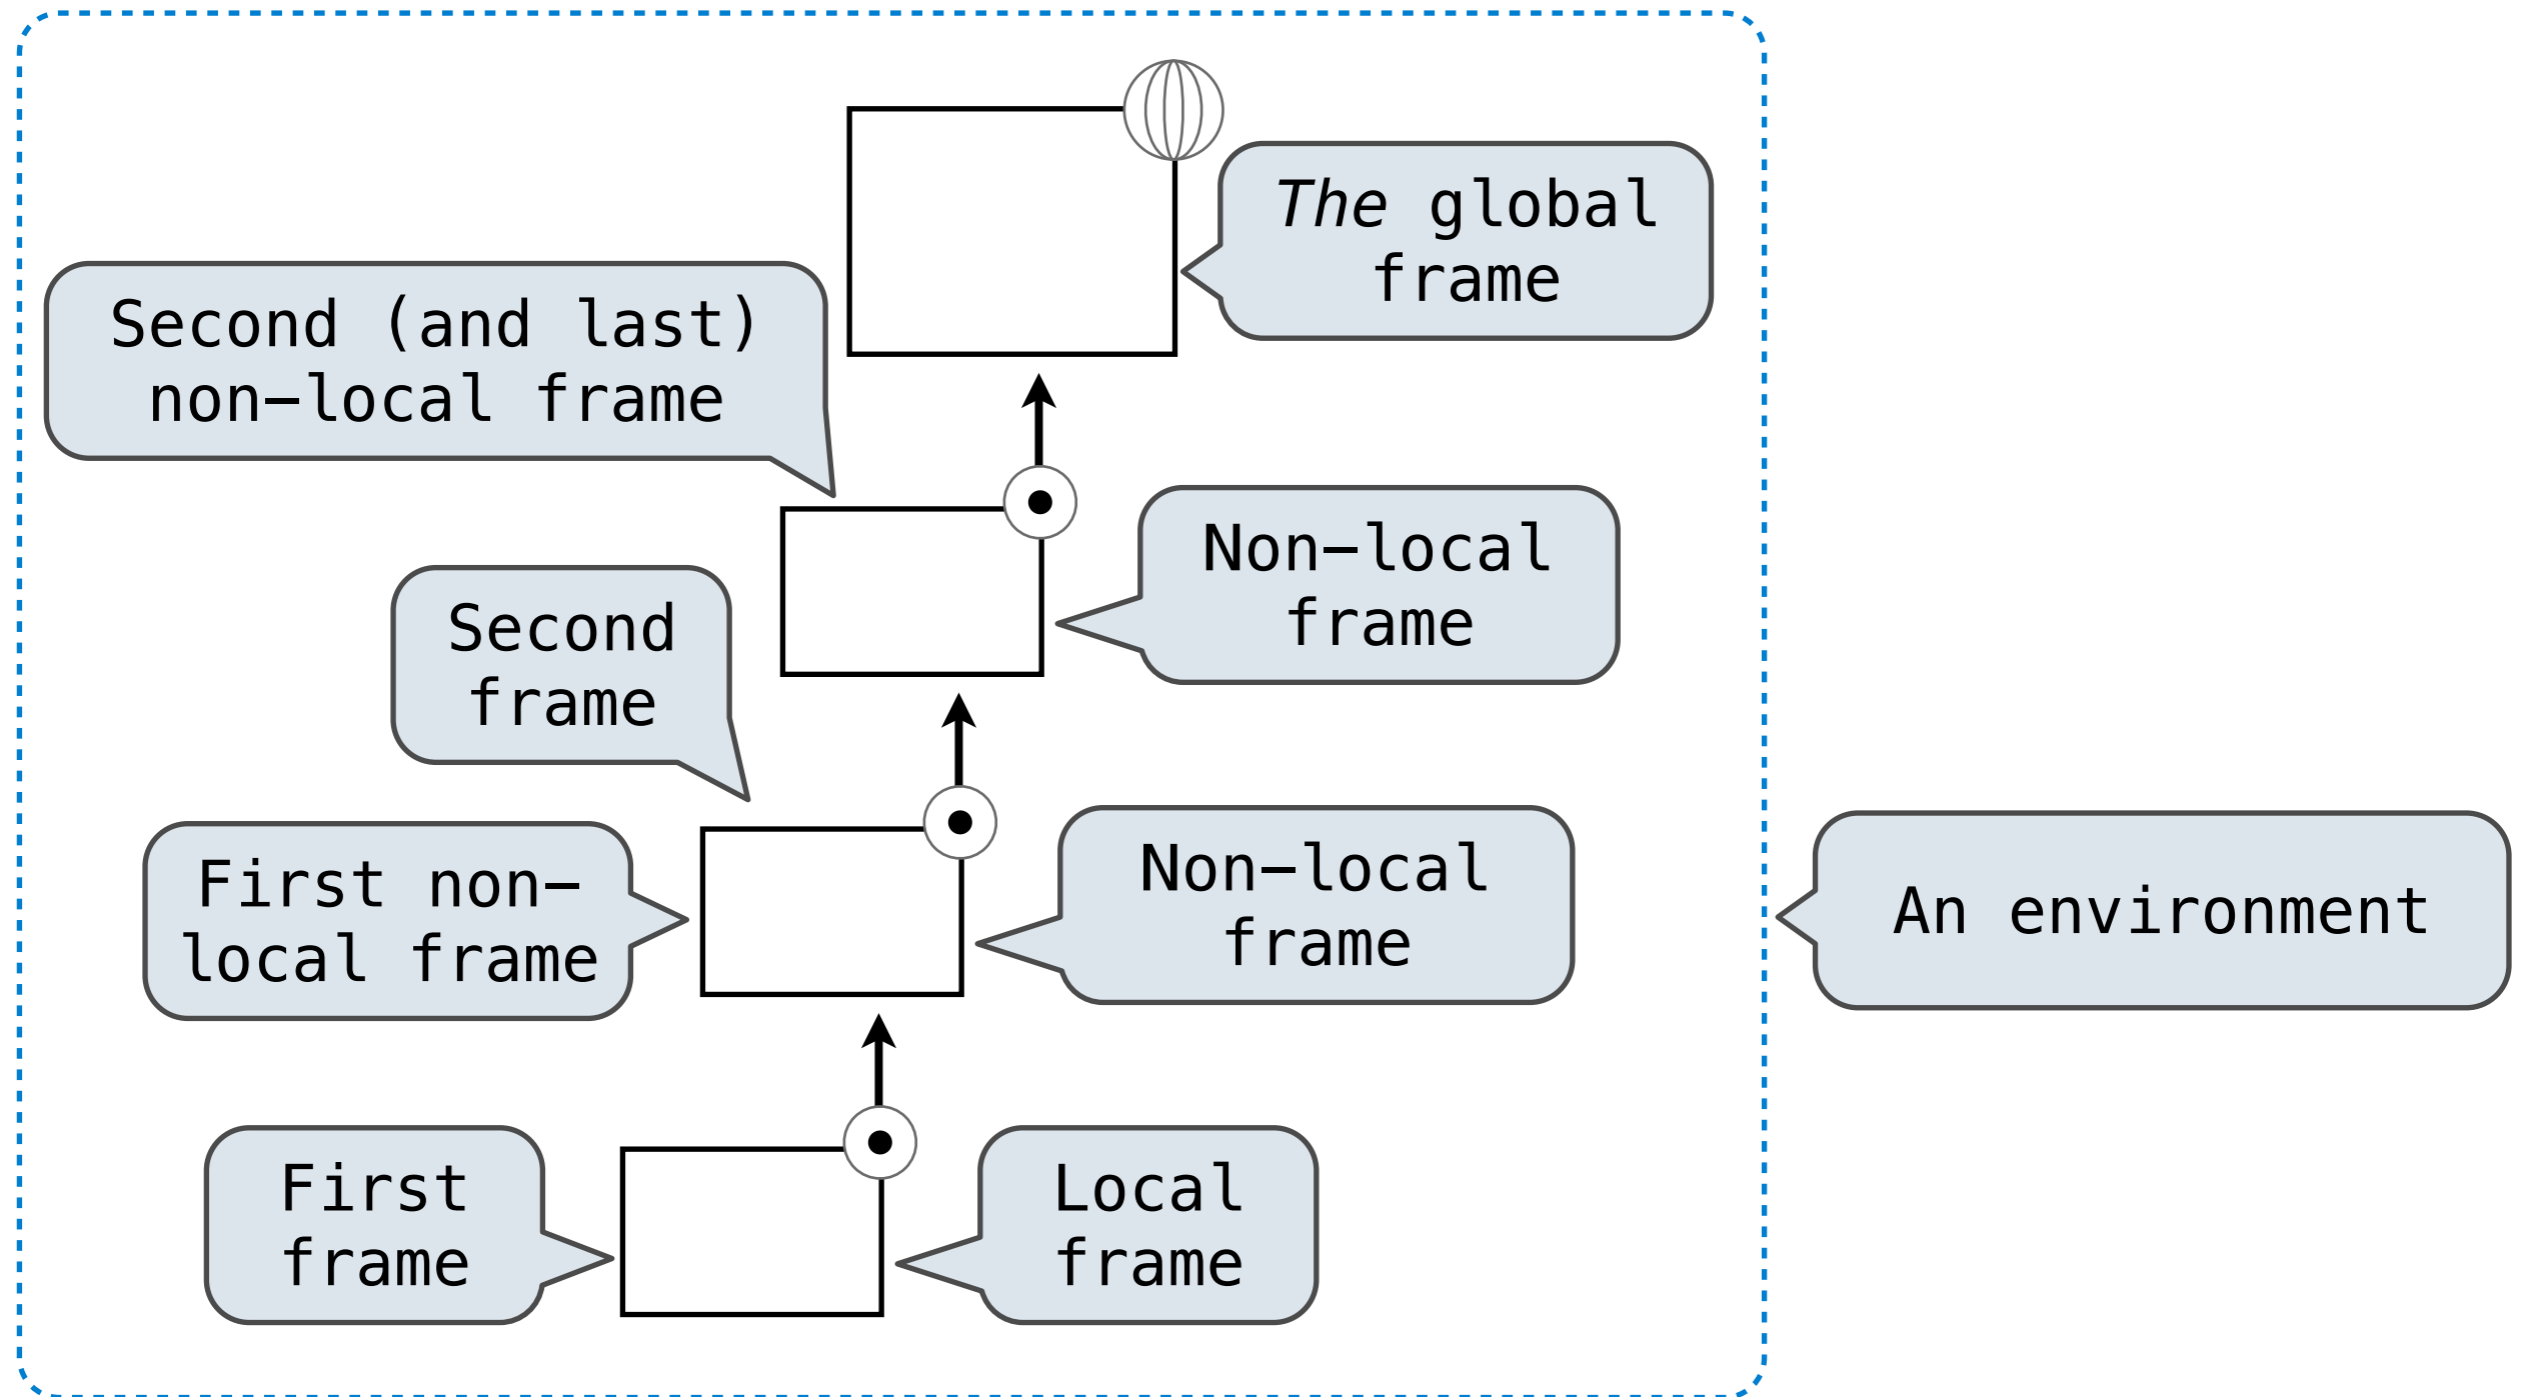 The global
frame
Second (and last)
non-local frame
Non-local
frame
Second
frame
First non-
local frame
Non-local
frame
An environment
First
frame
Local
frame